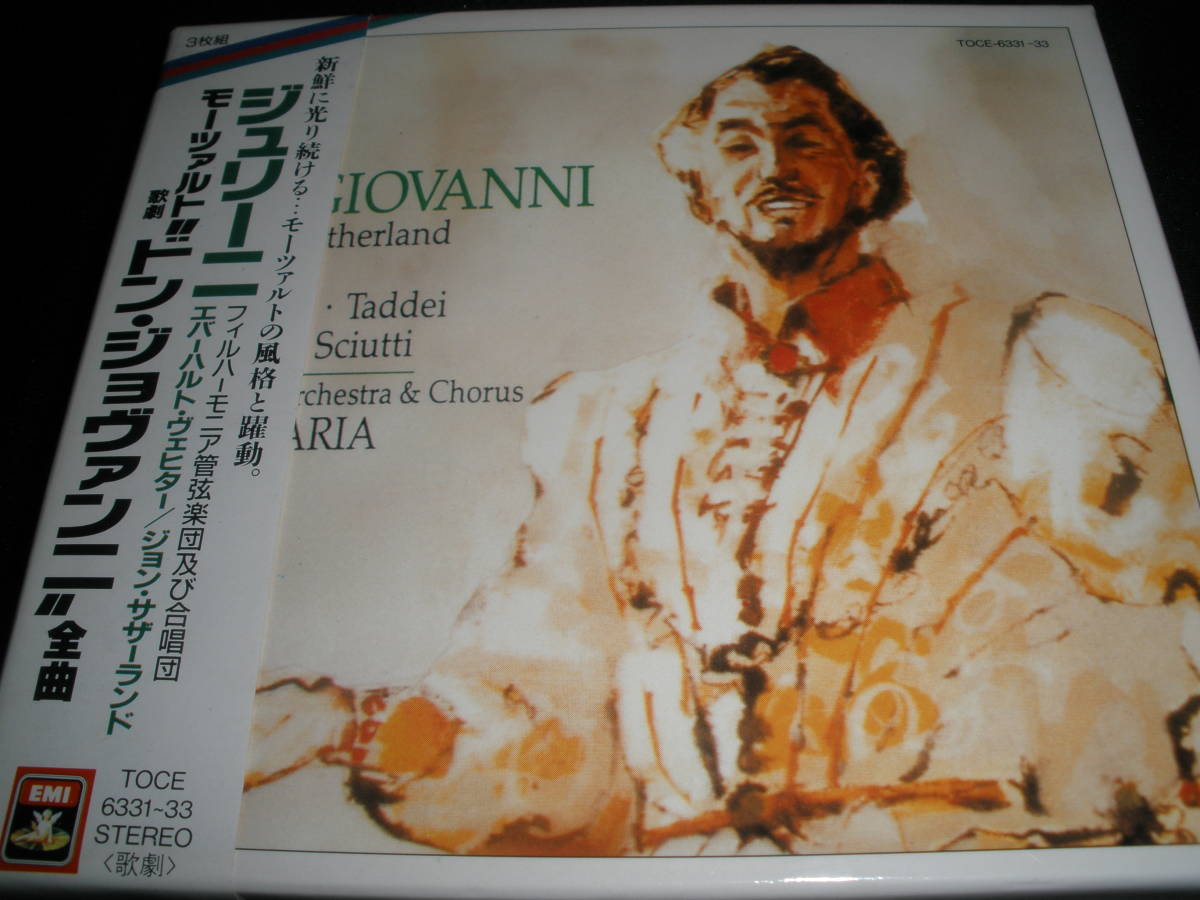 3枚組
新鮮に光り続ける…モーツァルトの風格と躍動。
ジュリーニ
フィルハーモニア管弦楽団及び合唱団
エバーハルト・ヴェヒター/ジョン・サザーランド
モーツァルト
歌劇
"ドン・ジョヴァンニ"全曲
EMI
TOCE
6331~33
STEREO
〈歌劇〉
TOCE-6331-33
GIOVANNI
therland
· Taddei
Sciutti
rchestra & Chorus
ARIA